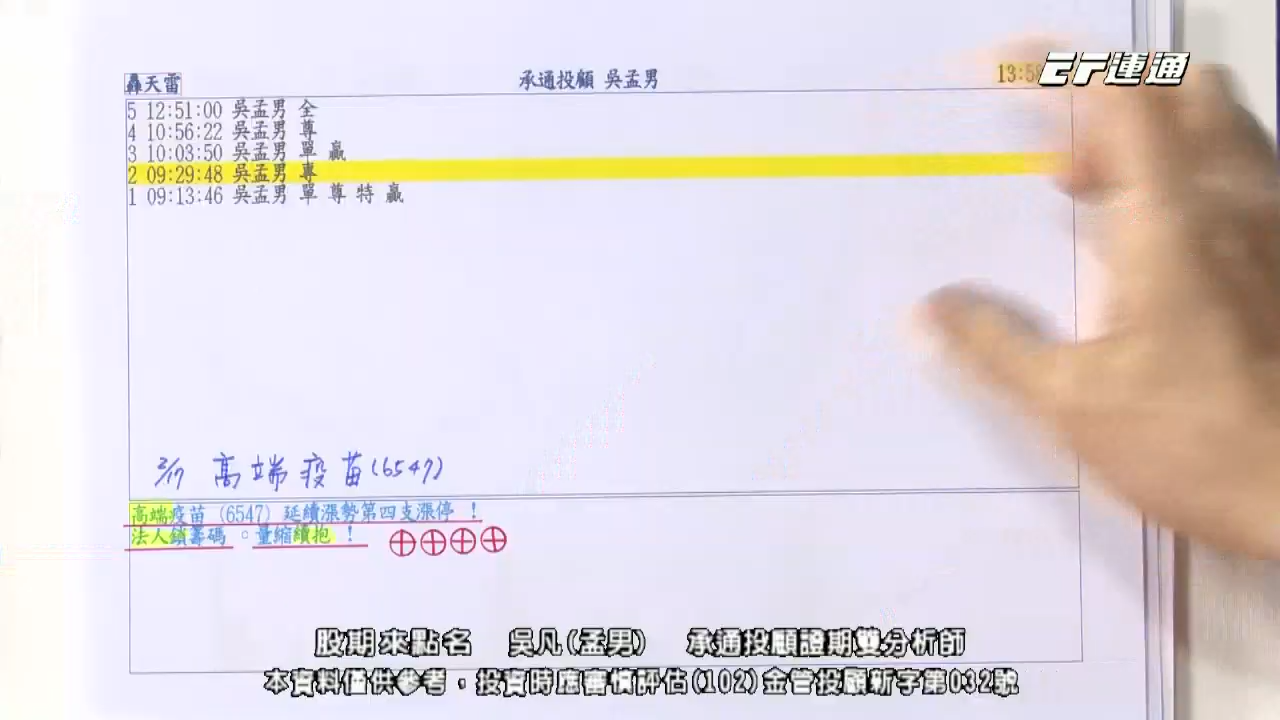 轟天雷 承通投顧 吳孟男 13:58
EF運通
5 12:51:00 吳孟男 全
4 10:56:22 吳孟男 尊
3 10:03:50 吳孟男 單 贏
2 09:29:48 吳孟男 專
1 09:13:46 吳孟男 單 尊 特 贏
2/17 高端疫苗(6547)
高端疫苗 (6547) 延續漲勢第四支漲停 !
法人鎖籌碼 。量縮續抱 !
股期來點名 吳凡(孟男) 承通投顧證期雙分析師
本資料僅供參考，投資時應審慎評估(102)金管投顧新字第032號